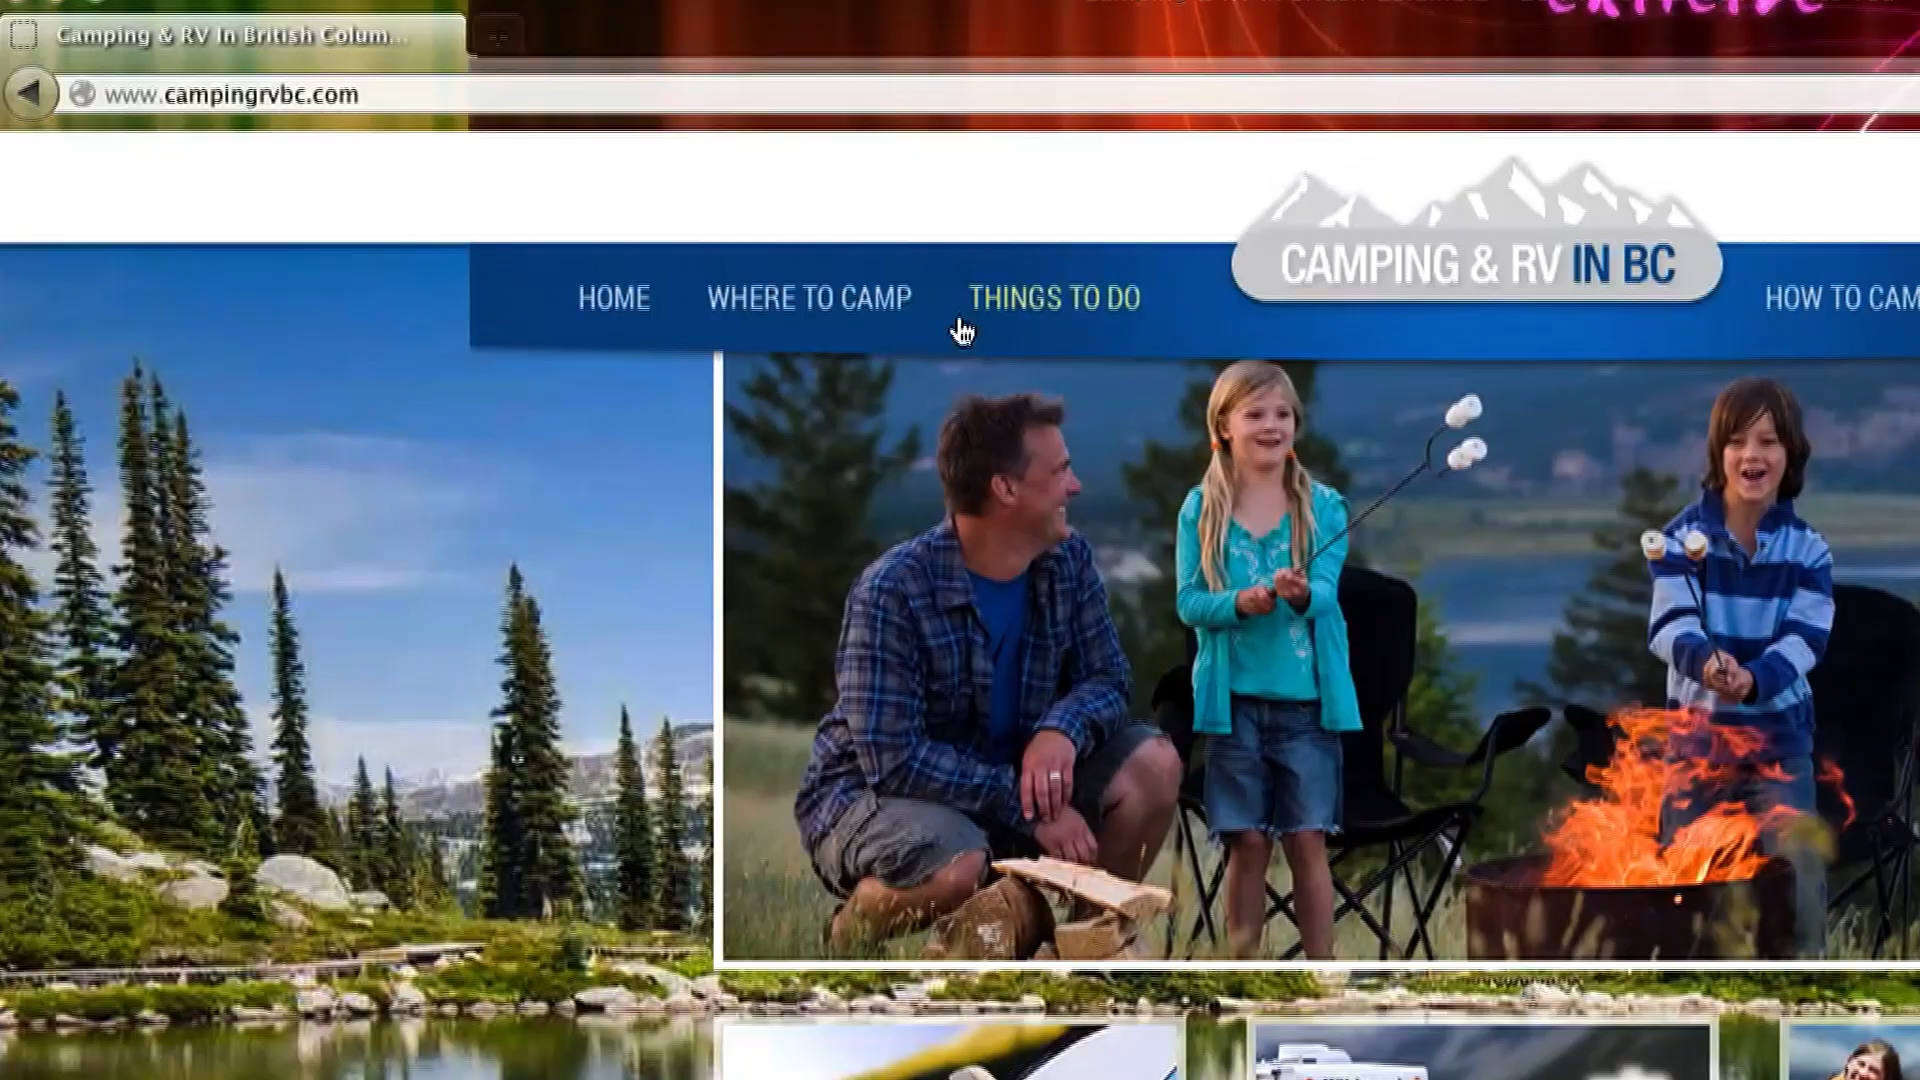 Camping & RV In British Colum...
www.campingrvbc.com
CAMPING & RV IN BC
HOME WHERE TO CAMP THINGS TO DO HOW TO CAM